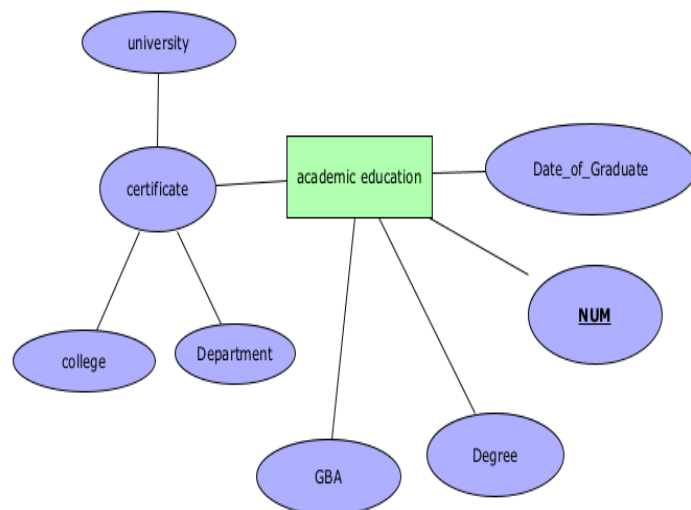 university
certificate
academic education
Date_of_Graduate
NUM
college
Department
Degree
GBA